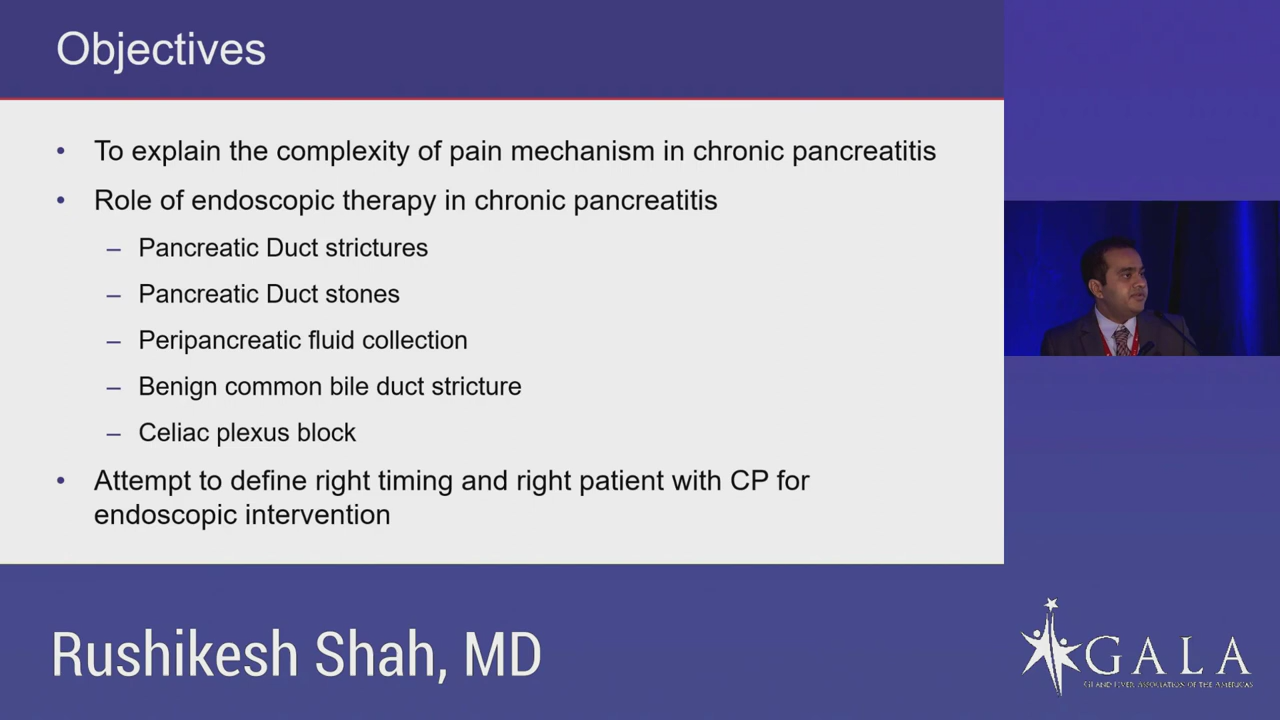 Objectives
• To explain the complexity of pain mechanism in chronic pancreatitis
• Role of endoscopic therapy in chronic pancreatitis
– Pancreatic Duct strictures
– Pancreatic Duct stones
– Peripancreatic fluid collection
– Benign common bile duct stricture
– Celiac plexus block
• Attempt to define right timing and right patient with CP for
endoscopic intervention
Rushikesh Shah, MD
GALA
GI AND LIVER ASSOCIATION OF THE AMERICAS